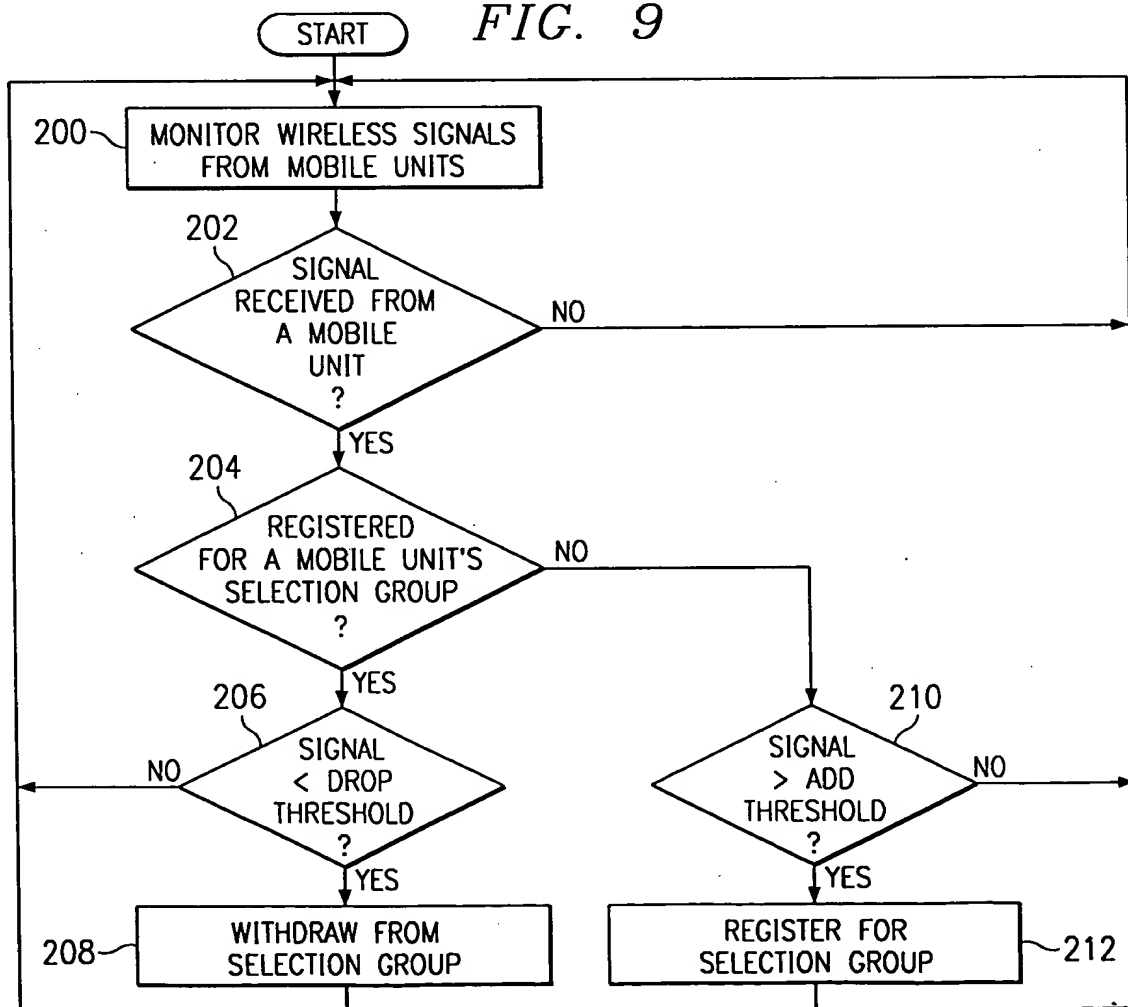 FIG. 9
START
200
MONITOR WIRELESS SIGNALS
FROM MOBILE UNITS
202
SIGNAL
RECEIVED FROM
A MOBILE
UNIT
?
NO
YES
204
REGISTERED
FOR A MOBILE UNIT'S
SELECTION GROUP
?
NO
YES
206
SIGNAL
< DROP
THRESHOLD
?
NO
YES
210
SIGNAL
> ADD
THRESHOLD
?
NO
YES
208
WITHDRAW FROM
SELECTION GROUP
REGISTER FOR
SELECTION GROUP
212